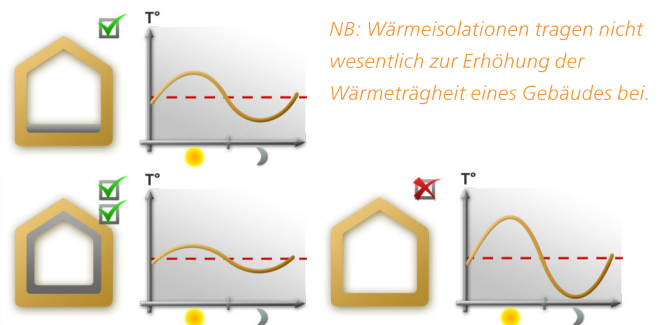 T°
NB: Wärmeisolationen tragen nicht
wesentlich zur Erhöhung der
Wärmeträgheit eines Gebäudes bei.
T°
T°